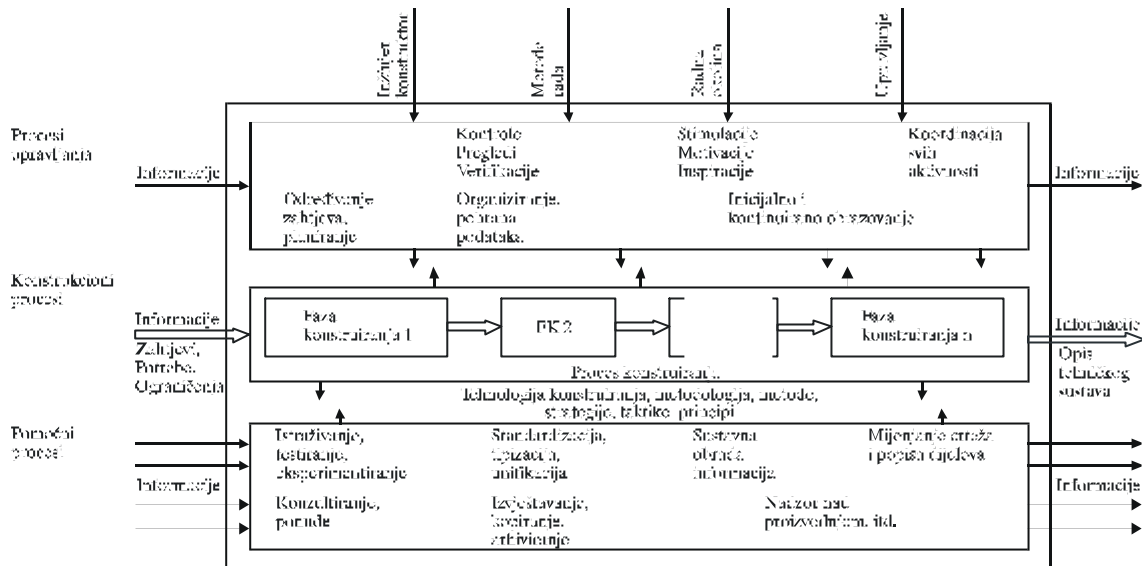 Inžinjer
konstruktor
Metode
rada
Radna
okolina
Upravljanje
Procesi
upravljanja
Informacije
Kontrole
Pregledi
Verifikacije
Stimulacije
Motivacije
Inspiracije
Koordinacija
svih
aktivnosti
Informacije
Određivanje
zahtjeva,
planiranje
Organiziranje,
pohrana
podataka
Inicijalno i
kontinuirano obrazovanje
Konstrukcioni
procesi
Informacije
Zahtjevi,
Potrebe,
Ograničenja
Faza
konstruiranja 1
FK 2
Faza
konstruiranja n
Informacije
Opis
tehničkog
sustava
Proces konstruiranja
Tehnologija konstruiranja, metodologija, metode,
strategije, taktike, principi
Pomoćni
procesi
Informacije
Istraživanje,
testiranje,
eksperimentiranje
Standardizacija,
tipizacija,
unifikacija
Sustavna
obrada
informacija
Mijenjanje crteža
i popisa dijelova
Informacije
Konzultiranje,
ponude
Izvještavanje,
kopiranje,
arhiviranje
Nadzor nad
proizvodnjom, itd.